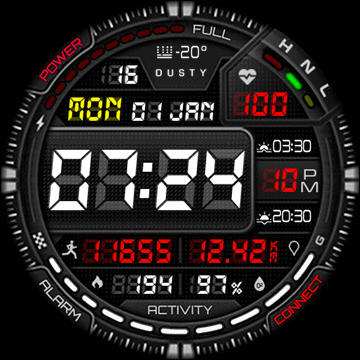 POWER
FULL
H N L
-20°
16
DUSTY
100
MON 01 JAN
03:30
07:24
10 PM
20:30
11655 12.42
G
194 197 %
ALARM
ACTIVITY
CONNECT